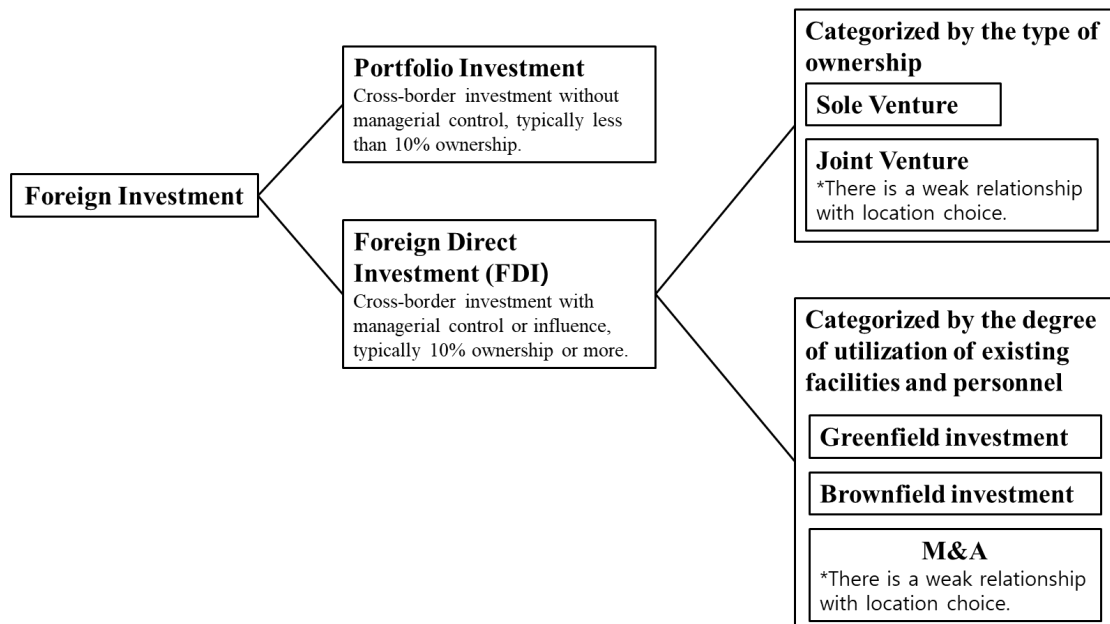 Foreign Investment
Portfolio Investment
Cross-border investment without
managerial control, typically less
than 10% ownership.
Foreign Direct
Investment (FDI)
Cross-border investment with
managerial control or influence,
typically 10% ownership or more.
Categorized by the type of
ownership
Sole Venture
Joint Venture
*There is a weak relationship
with location choice.
Categorized by the degree
of utilization of existing
facilities and personnel
Greenfield investment
Brownfield investment
M&A
*There is a weak relationship
with location choice.